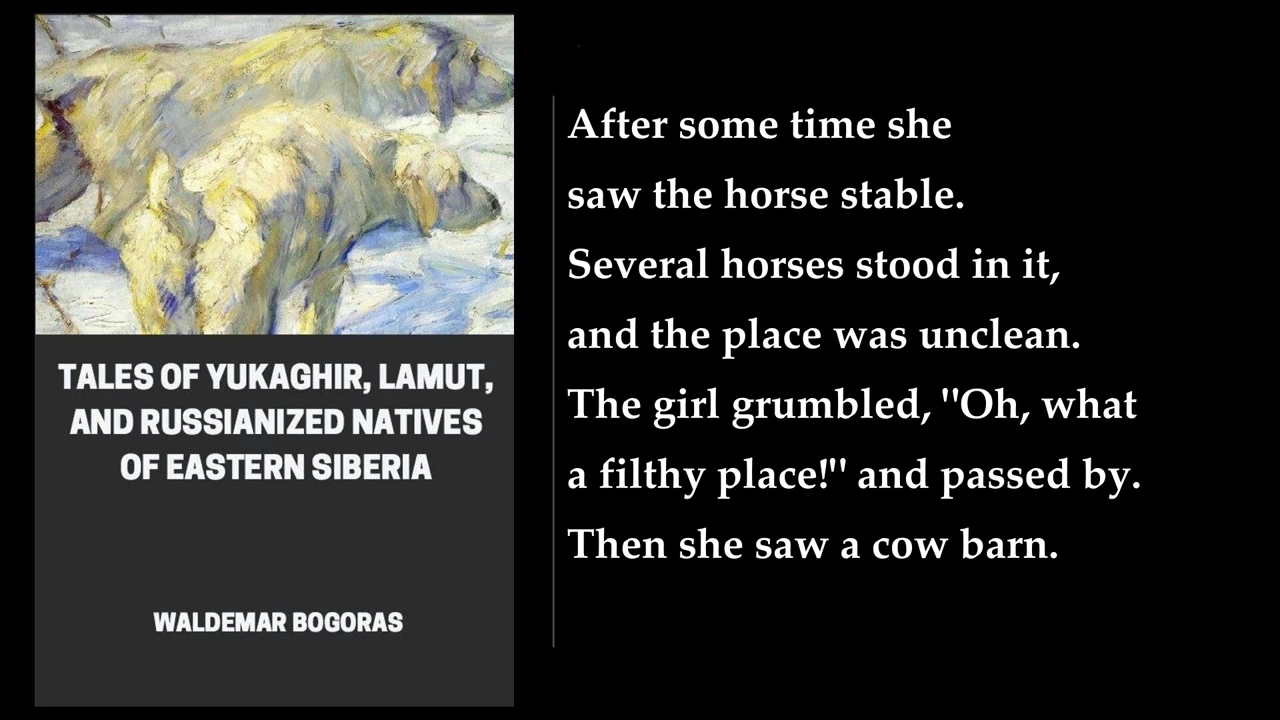 TALES OF YUKAGHIR, LAMUT,
AND RUSSIANIZED NATIVES
OF EASTERN SIBERIA
WALDEMAR BOGORAS
After some time she
saw the horse stable.
Several horses stood in it,
and the place was unclean.
The girl grumbled, "Oh, what
a filthy place!" and passed by.
Then she saw a cow barn.